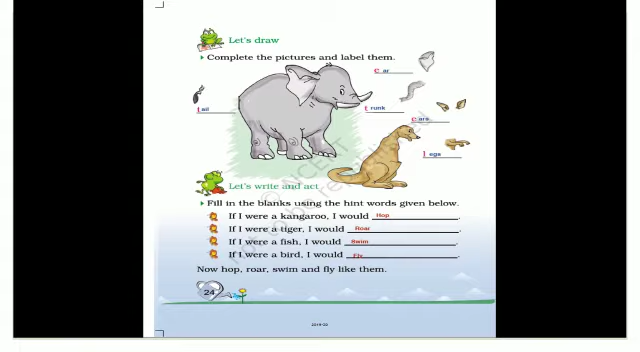 Let's draw
Complete the pictures and label them.
ear
tail
trunk
ears
legs
Let's write and act
Fill in the blanks using the hint words given below.
If I were a kangaroo, I would Hop.
If I were a tiger, I would Roar.
If I were a fish, I would Swim.
If I were a bird, I would Fly.
Now hop, roar, swim and fly like them.
24
2019-20